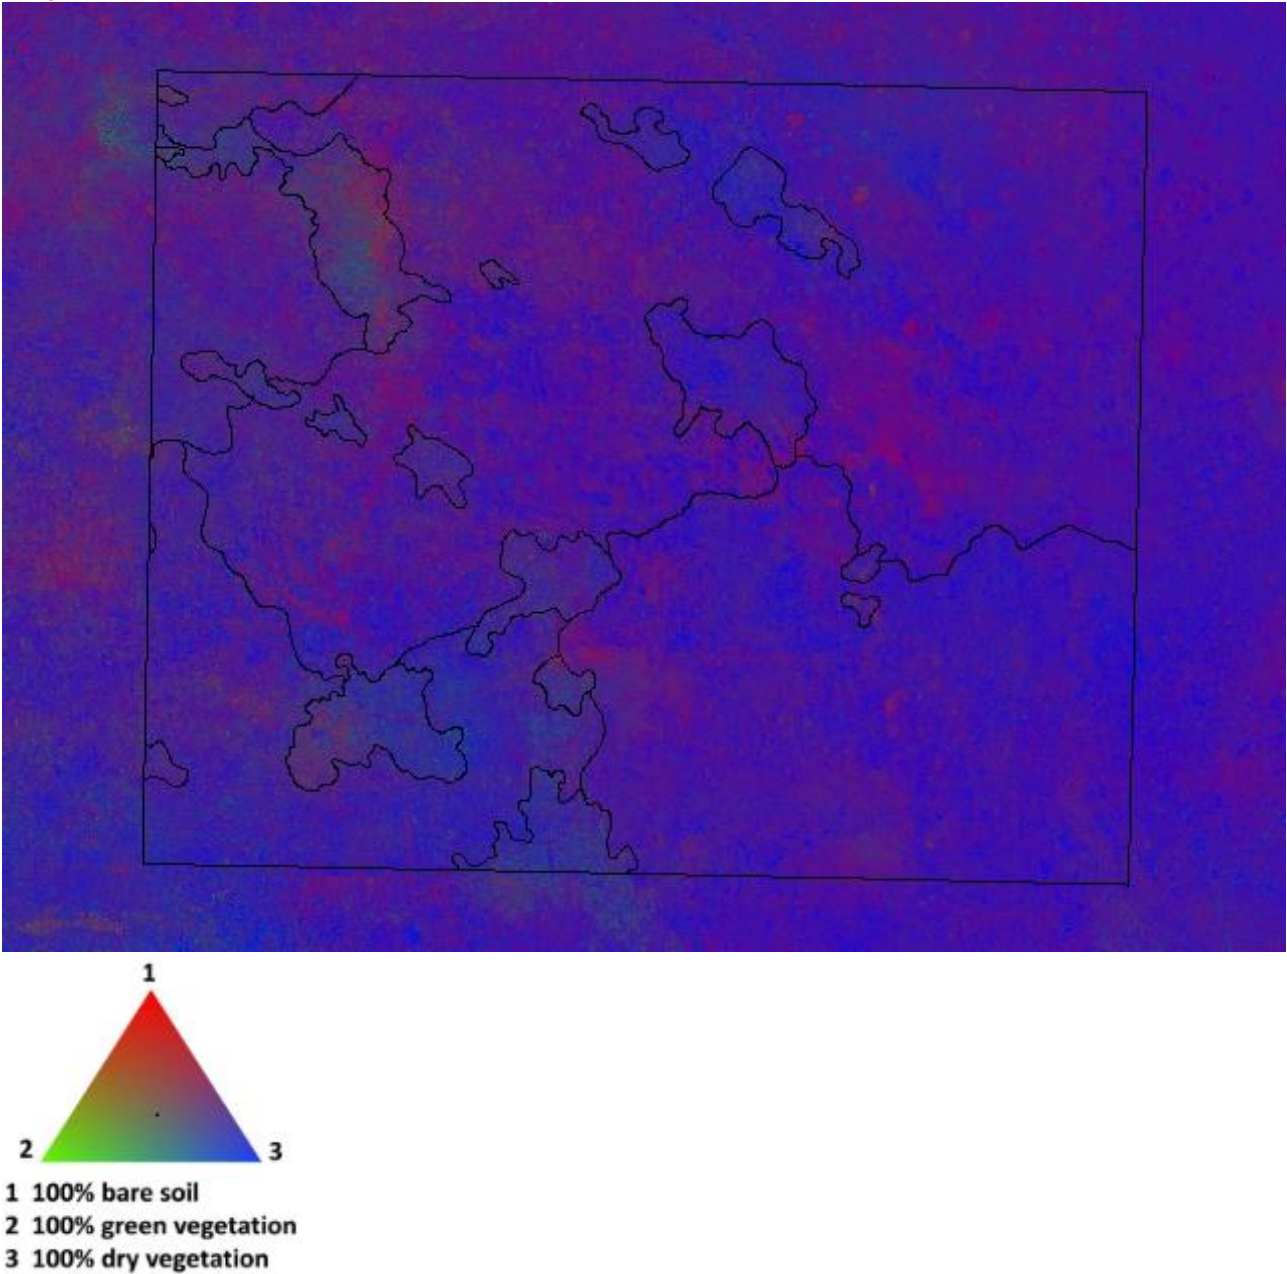 1
2
3
1 100% bare soil
2 100% green vegetation
3 100% dry vegetation